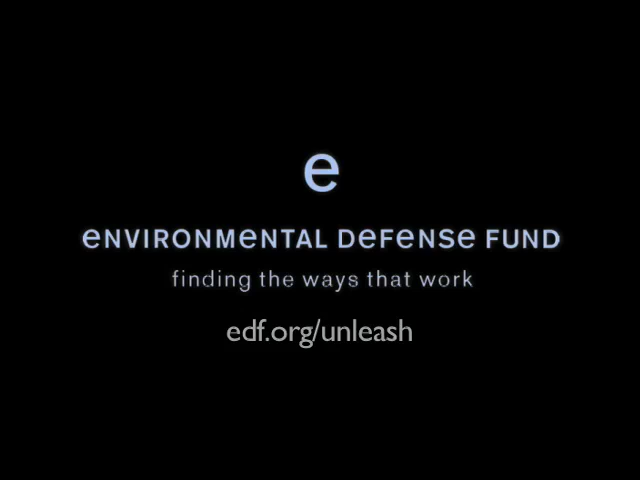 e
eNVIRONMeNTAL DeFeNSe FUND
finding the ways that work
edf.org/unleash